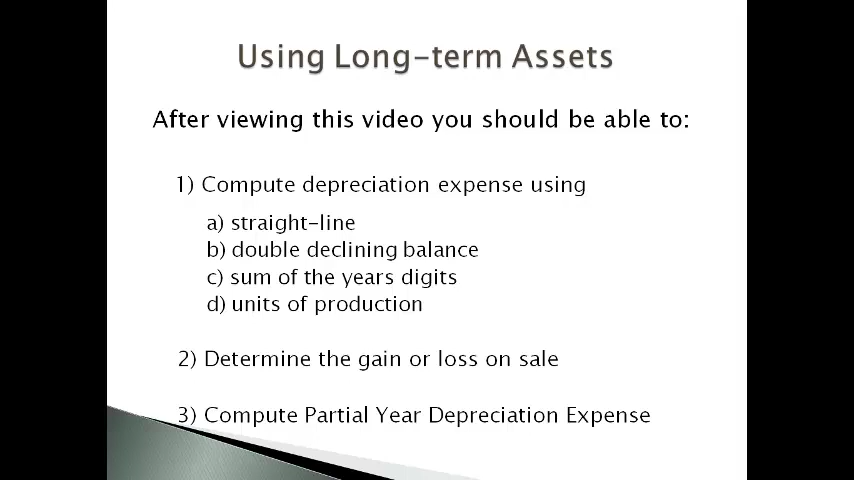 Using Long-term Assets
After viewing this video you should be able to:
1) Compute depreciation expense using
a) straight-line
b) double declining balance
c) sum of the years digits
d) units of production
2) Determine the gain or loss on sale
3) Compute Partial Year Depreciation Expense